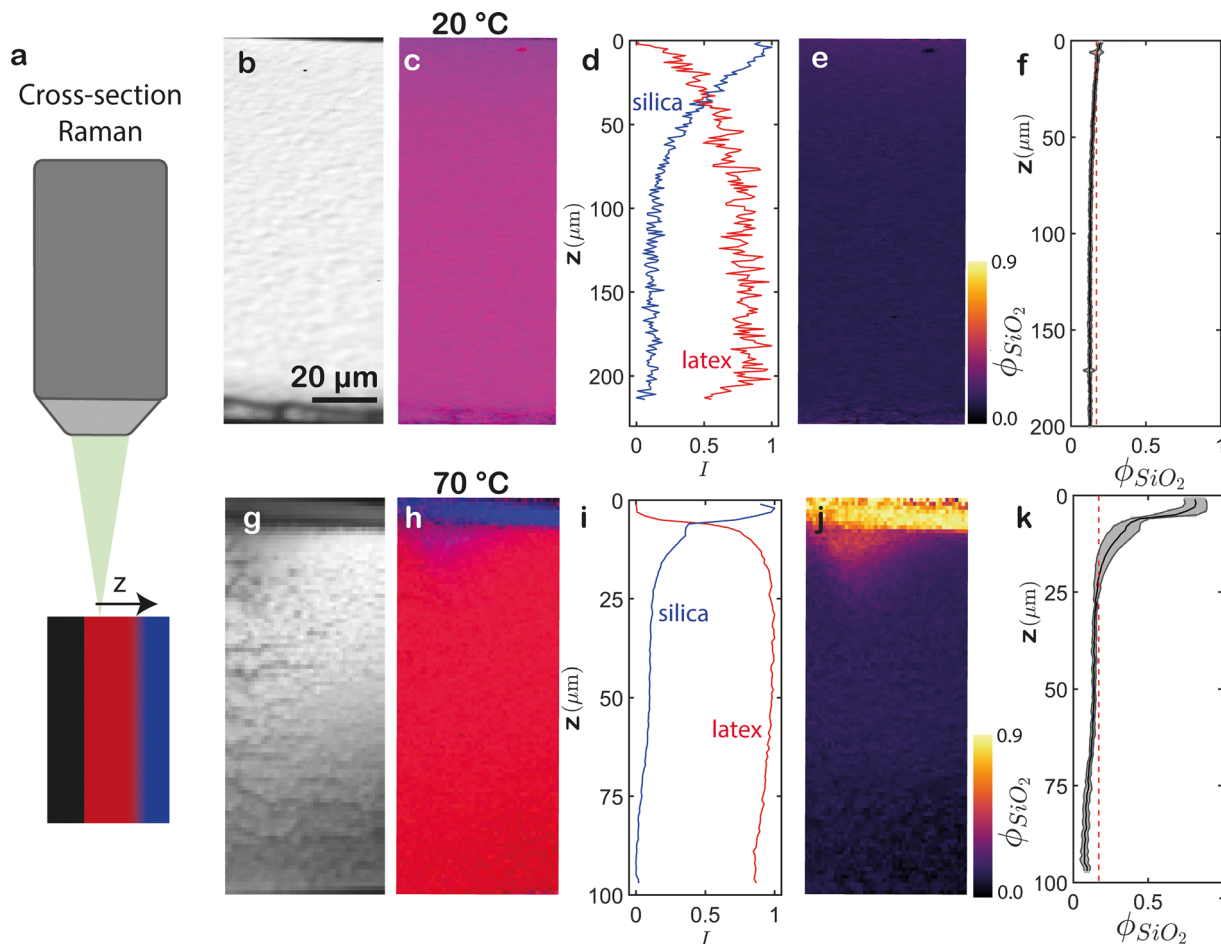 20 °C
a
Cross-section
Raman
z
b
20 µm
c
d
0
50
100
150
200
z (µm)
silica
latex
0
0.5
1
I
e
0.9
ϕSiO2
0.0
f
0
50
100
150
200
z (µm)
0
0.5
1
ϕSiO2
70 °C
g
h
i
0
25
50
75
100
z (µm)
silica
latex
0
0.5
1
I
j
0.9
ϕSiO2
0.0
k
0
25
50
75
100
z (µm)
0
0.5
1
ϕSiO2